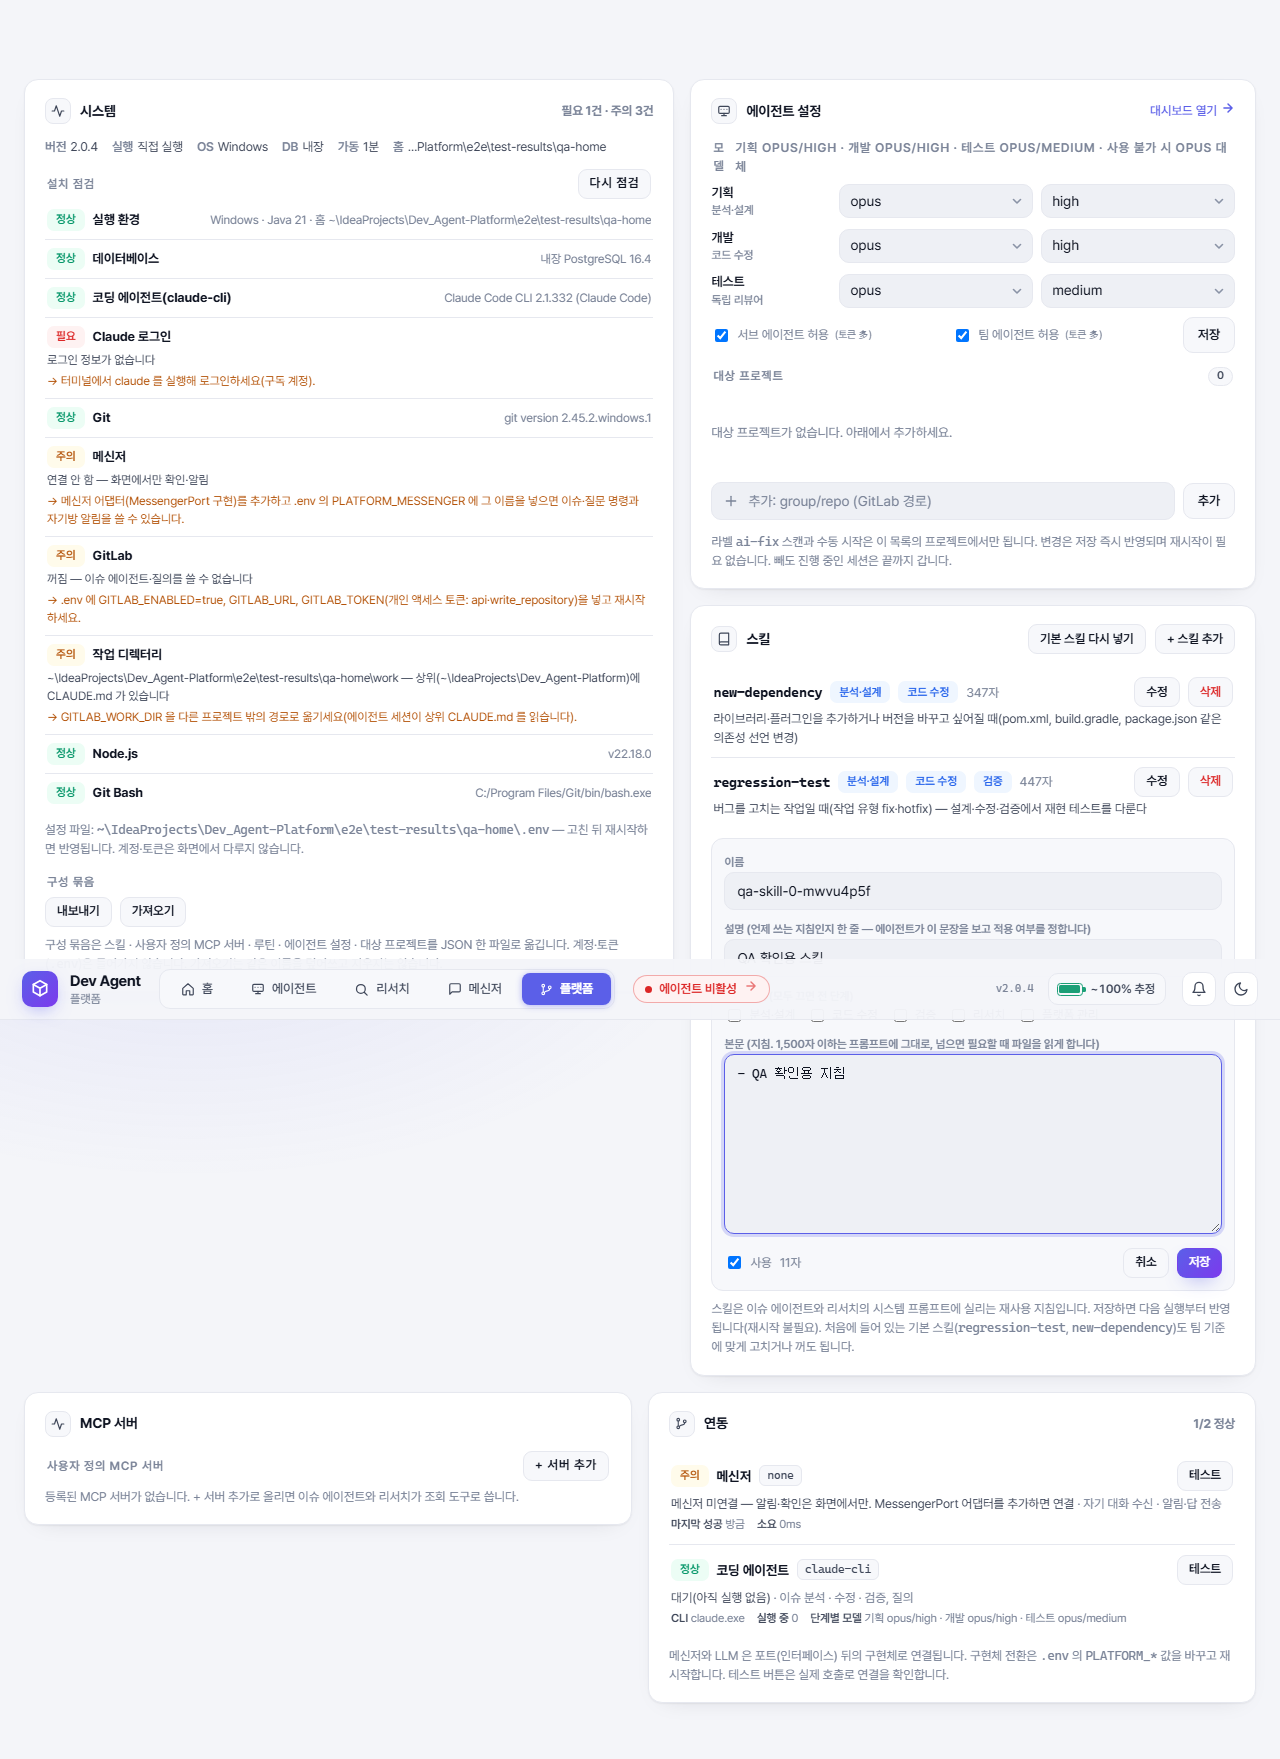 시스템
필요 1건 · 주의 3건
버전 2.0.4 실행 직접 실행 OS Windows DB 내장 가동 1분 홈 ...Platform\e2e\test-results\qa-home
설치 점검
다시 점검
정상 실행 환경 Windows · Java 21 · 홈 ~\IdeaProjects\Dev_Agent-Platform\e2e\test-results\qa-home
정상 데이터베이스 내장 PostgreSQL 16.4
정상 코딩 에이전트(claude-cli) Claude Code CLI 2.1.332 (Claude Code)
필요 Claude 로그인
로그인 정보가 없습니다
→ 터미널에서 claude 를 실행해 로그인하세요(구독 계정).
정상 Git git version 2.45.2.windows.1
주의 메신저
연결 안 함 — 화면에서만 확인·알림
→ 메신저 어댑터(MessengerPort 구현)를 추가하고 .env 의 PLATFORM_MESSENGER 에 그 이름을 넣으면 이슈·질문 명령과
자기방 알림을 쓸 수 있습니다.
주의 GitLab
꺼짐 — 이슈 에이전트·질의를 쓸 수 없습니다
→ .env 에 GITLAB_ENABLED=true, GITLAB_URL, GITLAB_TOKEN(개인 액세스 토큰: api·write_repository)을 넣고 재시작
하세요.
주의 작업 디렉터리
~\IdeaProjects\Dev_Agent-Platform\e2e\test-results\qa-home\work — 상위(~\IdeaProjects\Dev_Agent-Platform)에
CLAUDE.md 가 있습니다
→ GITLAB_WORK_DIR 을 다른 프로젝트 밖의 경로로 옮기세요(에이전트 세션이 상위 CLAUDE.md 를 읽습니다).
정상 Node.js v22.18.0
정상 Git Bash C:/Program Files/Git/bin/bash.exe
설정 파일: ~\IdeaProjects\Dev_Agent-Platform\e2e\test-results\qa-home\.env — 고친 뒤 재시작하
면 반영됩니다. 계정·토큰은 화면에서 다루지 않습니다.
구성 묶음
내보내기 가져오기
구성 묶음은 스킬 · 사용자 정의 MCP 서버 · 루틴 · 에이전트 설정 · 대상 프로젝트를 JSON 한 파일로 옮깁니다. 계정·토큰
에이전트 설정
대시보드 열기 →
모델 기획 OPUS/HIGH · 개발 OPUS/HIGH · 테스트 OPUS/MEDIUM · 사용 불가 시 OPUS 대체
기획 opus high
분석·설계
개발 opus high
코드 수정
테스트 opus medium
독립 리뷰어
서브 에이전트 허용 (토큰 多) 팀 에이전트 허용 (토큰 多) 저장
대상 프로젝트 0
대상 프로젝트가 없습니다. 아래에서 추가하세요.
+ 추가: group/repo (GitLab 경로) 추가
라벨 ai-fix 스캔과 수동 시작은 이 목록의 프로젝트에서만 됩니다. 변경은 저장 즉시 반영되며 재시작이 필
요 없습니다. 빼도 진행 중인 세션은 끝까지 갑니다.
스킬
기본 스킬 다시 넣기 + 스킬 추가
new-dependency 분석·설계 코드 수정 347자 수정 삭제
라이브러리·플러그인을 추가하거나 버전을 바꾸고 싶어질 때(pom.xml, build.gradle, package.json 같은
의존성 선언 변경)
regression-test 분석·설계 코드 수정 검증 447자 수정 삭제
버그를 고치는 작업일 때(작업 유형 fix·hotfix) — 설계·수정·검증에서 재현 테스트를 다룬다
이름
qa-skill-0-mwvu4p5f
설명 (언제 쓰는 지침인지 한 줄 — 에이전트가 이 문장을 보고 적용 여부를 정합니다)
QA 확인용 스킬
Dev Agent
플랫폼
홈 에이전트 리서치 메신저 플랫폼
에이전트 비활성 →
v2.0.4
~100% 추정
본문 (지침. 1,500자 이하는 프롬프트에 그대로, 넘으면 필요할 때 파일을 읽게 합니다)
- QA 확인용 지침
사용 11자 취소 저장
스킬은 이슈 에이전트와 리서치의 시스템 프롬프트에 실리는 재사용 지침입니다. 저장하면 다음 실행부터 반영
됩니다(재시작 불필요). 처음에 들어 있는 기본 스킬(regression-test, new-dependency)도 팀 기준
에 맞게 고치거나 꺼도 됩니다.
MCP 서버
사용자 정의 MCP 서버 + 서버 추가
등록된 MCP 서버가 없습니다. + 서버 추가로 올리면 이슈 에이전트와 리서치가 조회 도구로 씁니다.
연동
1/2 정상
주의 메신저 none 테스트
메신저 미연결 — 알림·확인은 화면에서만. MessengerPort 어댑터를 추가하면 연결 · 자기 대화 수신 · 알림·답 전송
마지막 성공 방금 소요 0ms
정상 코딩 에이전트 claude-cli 테스트
대기(아직 실행 없음) · 이슈 분석 · 수정 · 검증, 질의
CLI claude.exe 실행 중 0 단계별 모델 기획 opus/high · 개발 opus/high · 테스트 opus/medium
메신저와 LLM 은 포트(인터페이스) 뒤의 구현체로 연결됩니다. 구현체 전환은 .env 의 PLATFORM_* 값을 바꾸고 재
시작합니다. 테스트 버튼은 실제 호출로 연결을 확인합니다.